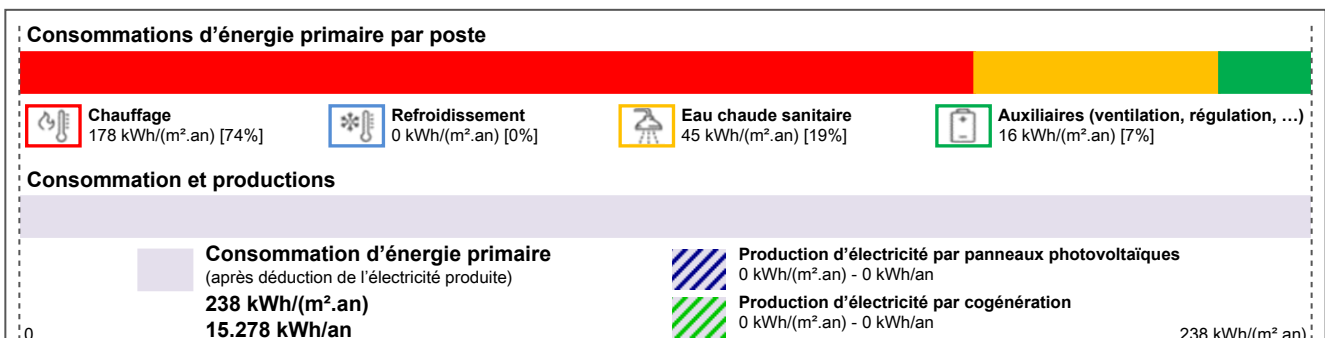 Consommations d’énergie primaire par poste
Chauffage
178 kWh/(m².an) [74%]
Refroidissement
0 kWh/(m².an) [0%]
Eau chaude sanitaire
45 kWh/(m².an) [19%]
Auxiliaires (ventilation, régulation, …)
16 kWh/(m².an) [7%]
Consommation et productions
Consommation d’énergie primaire
(après déduction de l’électricité produite)
238 kWh/(m².an)
15.278 kWh/an
Production d’électricité par panneaux photovoltaïques
0 kWh/(m².an) - 0 kWh/an
Production d’électricité par cogénération
0 kWh/(m².an) - 0 kWh/an
0
238 kWh/(m².an)